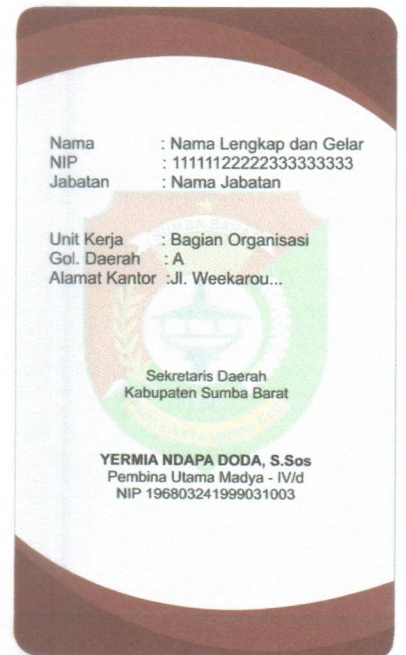 Nama : Nama Lengkap dan Gelar
NIP : 11111122222333333333
Jabatan : Nama Jabatan
Unit Kerja : Bagian Organisasi
Gol. Daerah : A
Alamat Kantor :Jl. Weekarou...
Sekretaris Daerah
Kabupaten Sumba Barat
YERMIA NDAPA DODA, S.Sos
Pembina Utama Madya - IV/d
NIP 196803241999031003